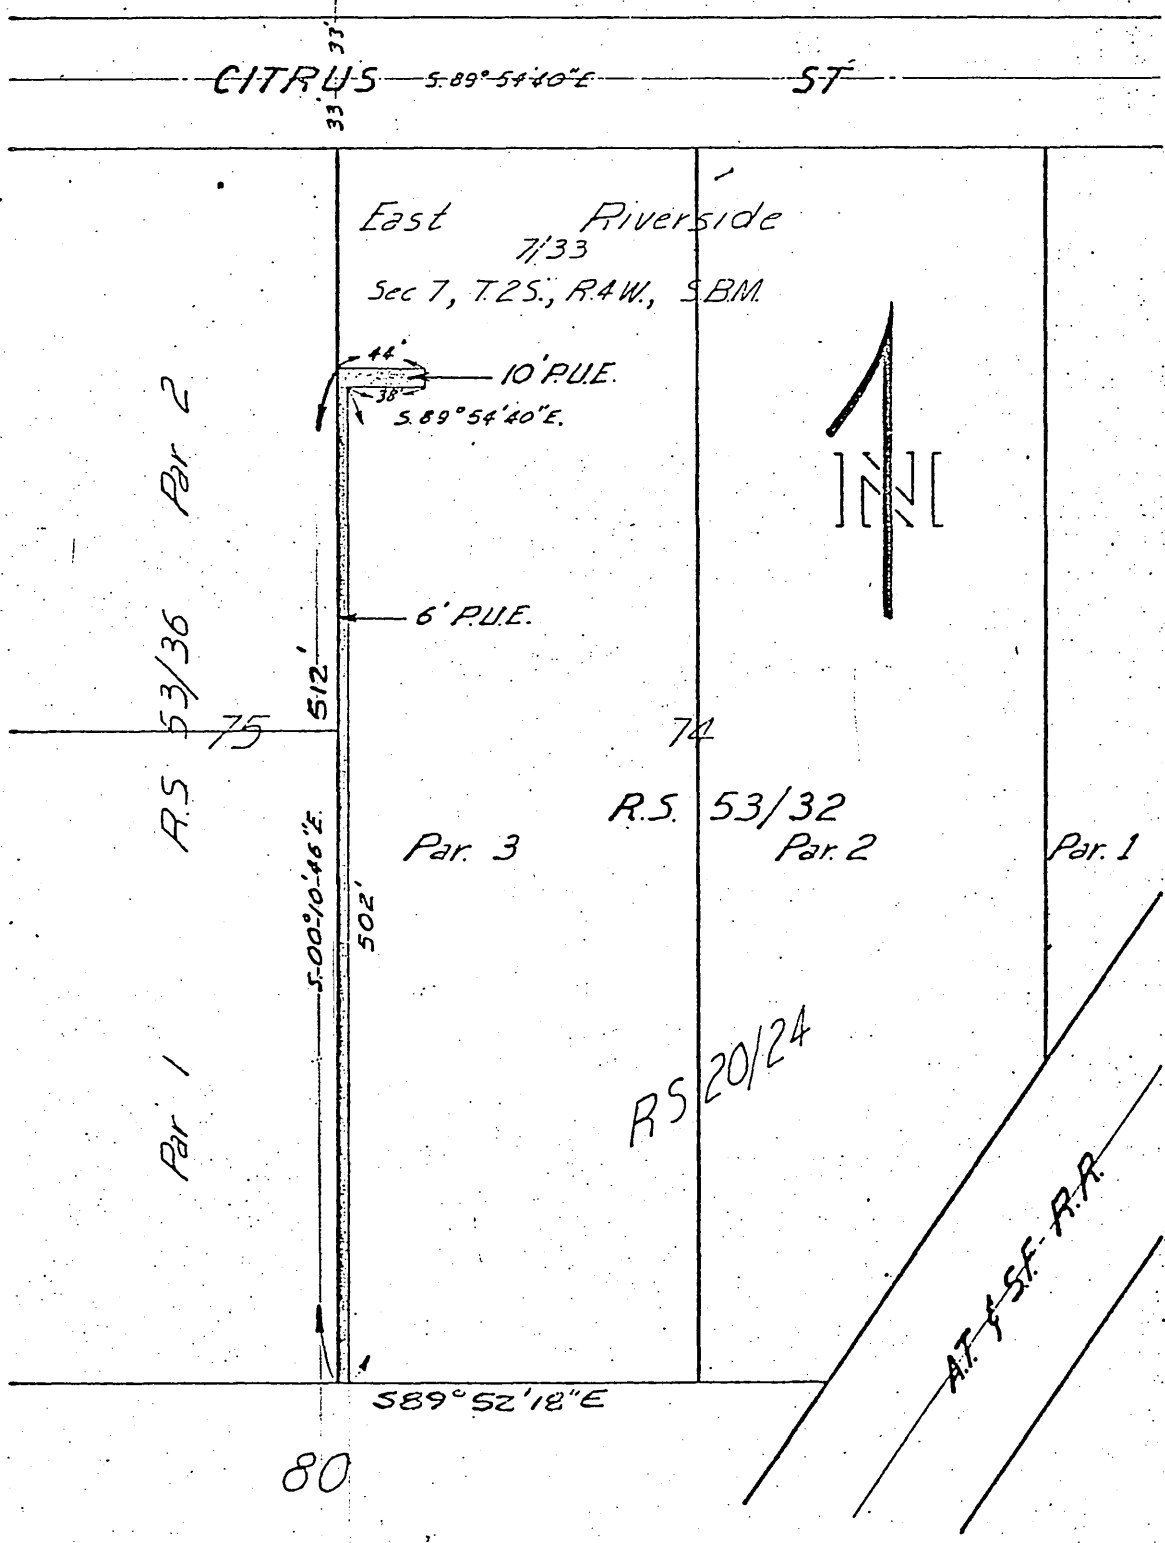 33'
CITRUS S.89°54'40"E ST
33'
East Riverside
7/33
Sec 7, T.2S., R.4W., S.B.M.
44'
10' P.U.E.
38'
S.89°54'40"E.
Par 2
N
6' P.U.E.
R.S 53/36
512'
75
74
R.S. 53/32
Par. 3
Par. 2
Par. 1
S.00°10'46"E.
502'
RS 20/24
Par 1
A.T. & S.F. R.R.
S89°52'18"E
80